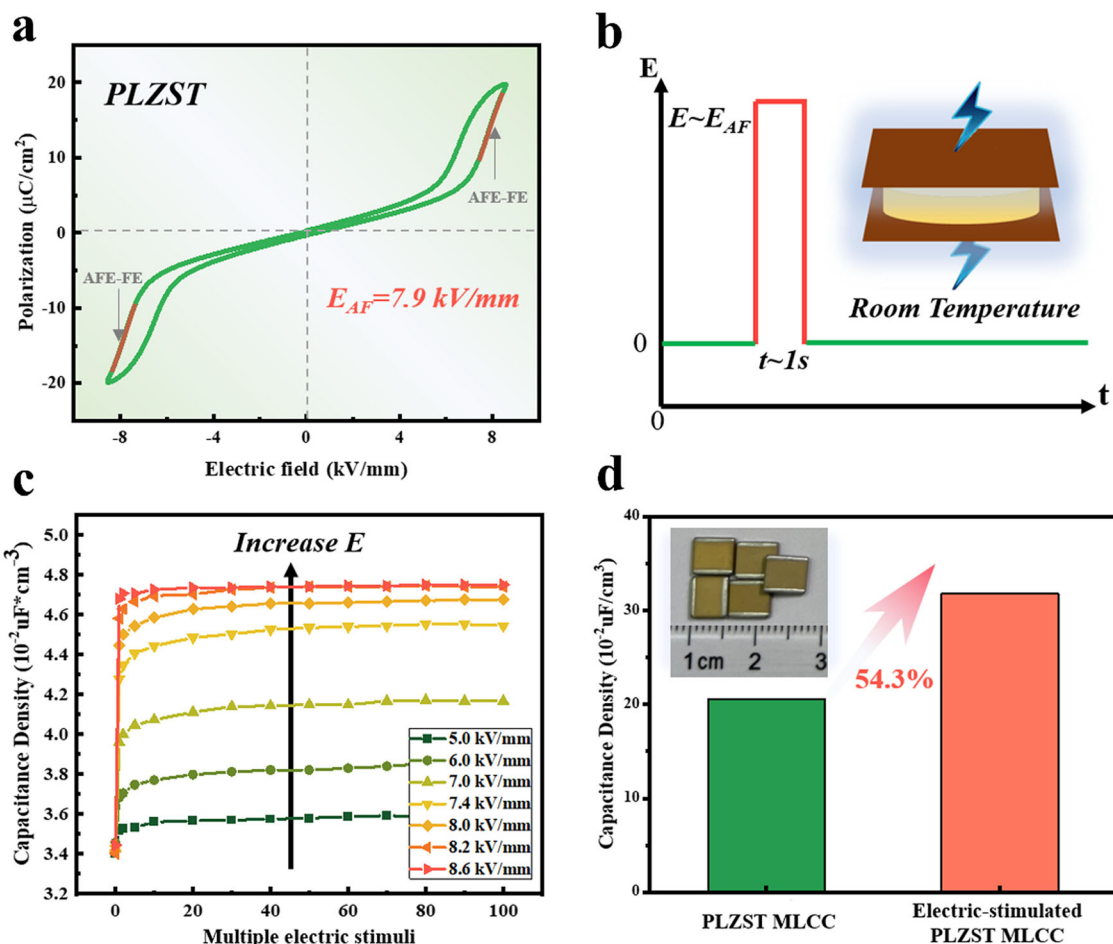 a
PLZST
AFE-FE
AFE-FE
E_AF=7.9 kV/mm
20
10
0
-10
-20
-8
-4
0
4
8
Polarization (μC/cm²)
Electric field (kV/mm)
b
E
E~E_AF
Room Temperature
t~1s
0
0
t
c
Increase E
5.0
4.8
4.6
4.4
4.2
4.0
3.8
3.6
3.4
3.2
0
20
40
60
80
100
5.0 kV/mm
6.0 kV/mm
7.0 kV/mm
7.4 kV/mm
8.0 kV/mm
8.2 kV/mm
8.6 kV/mm
Capacitance Density (10⁻²uF*cm⁻³)
Multiple electric stimuli
d
40
30
20
10
0
1cm 2 3
54.3%
Capacitance Density (10⁻²uF/cm³)
PLZST MLCC
Electric-stimulated
PLZST MLCC